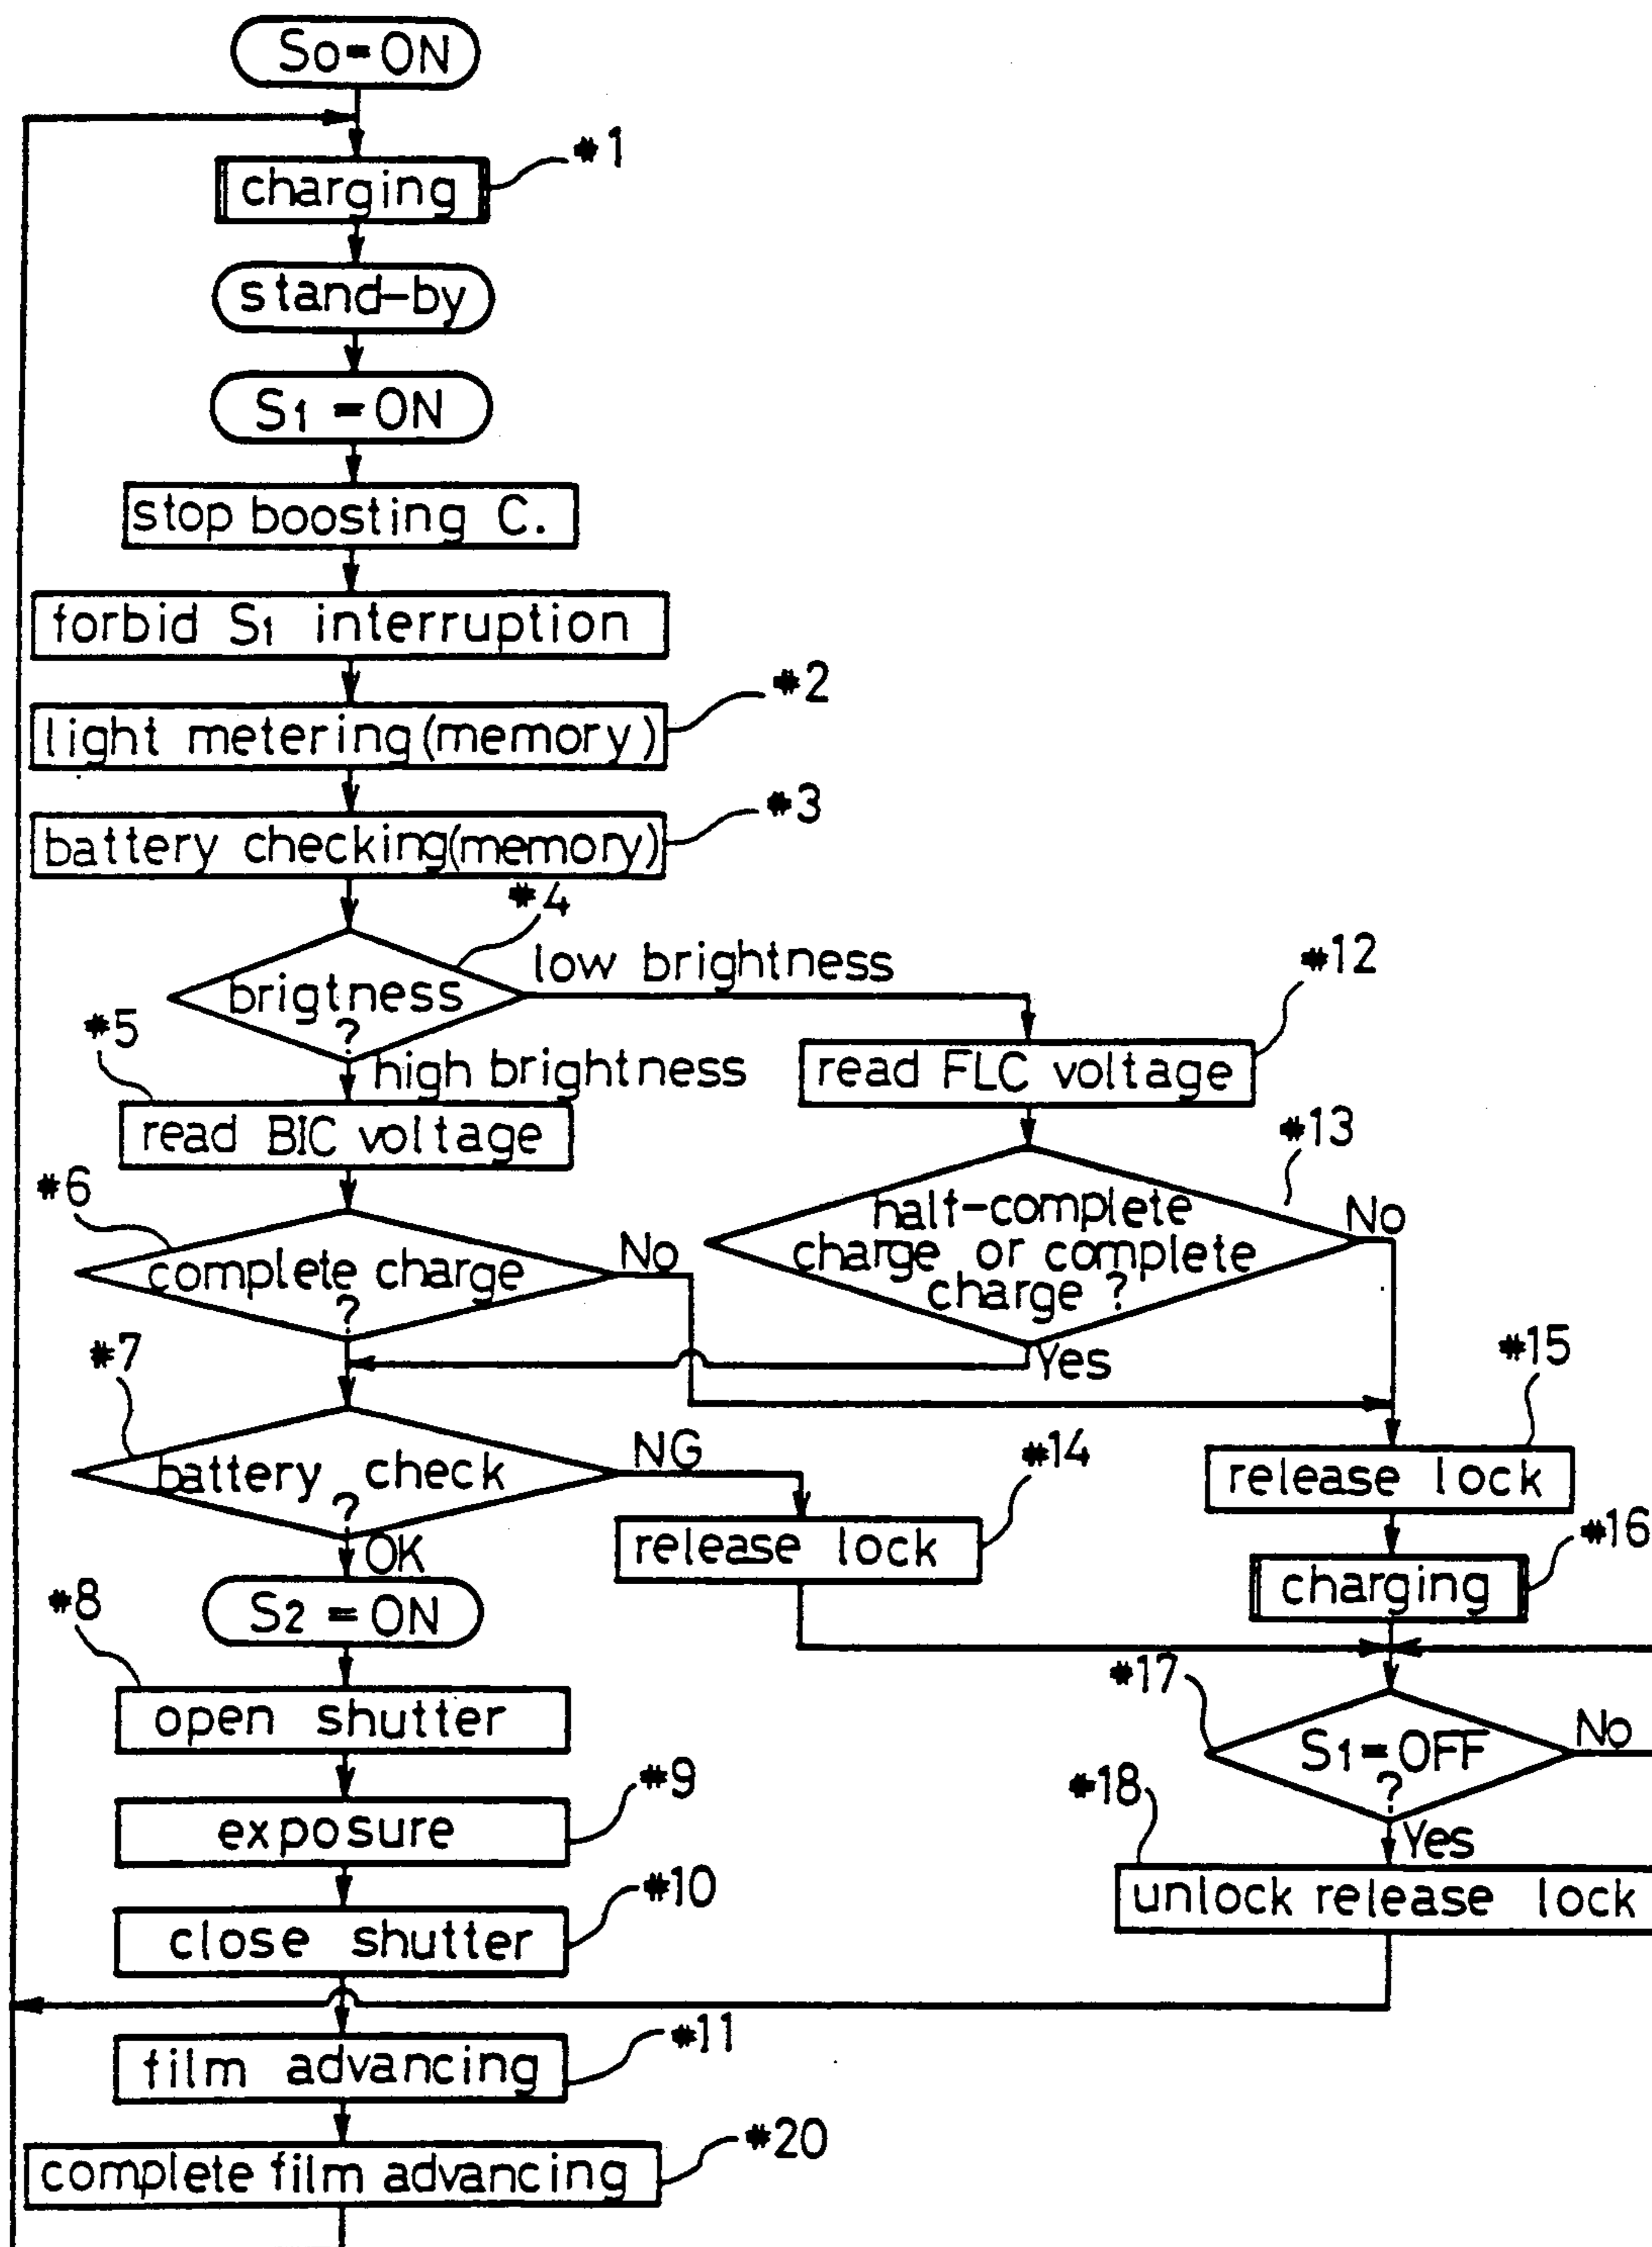 So=ON
*1
charging
stand-by
S1=ON
stop boosting C.
forbid S1 interruption
*2
light metering(memory)
*3
battery checking(memory)
*4
brigtness
?
low brightness
high brightness
*5
read BIC voltage
*6
complete charge
?
No
*12
read FLC voltage
*13
half-complete
charge or complete
charge ?
No
Yes
*7
battery check
?
NG
OK
*14
release lock
*15
release lock
*16
charging
S2=ON
*8
open shutter
*9
exposure
*10
close shutter
*17
S1=OFF
?
No
Yes
*18
unlock release lock
*11
film advancing
*20
complete film advancing